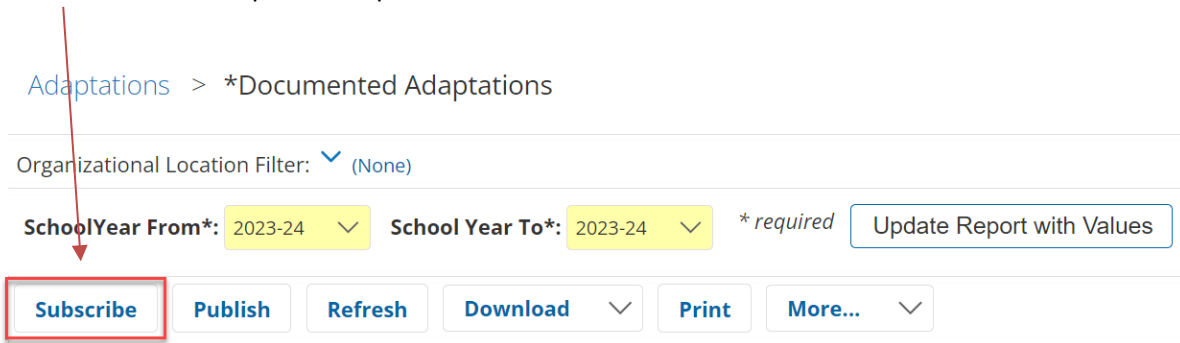 Adaptations > *Documented Adaptations
Organizational Location Filter: (None)
SchoolYear From*: 2023-24 School Year To*: 2023-24 * required Update Report with Values
Subscribe Publish Refresh Download Print More...